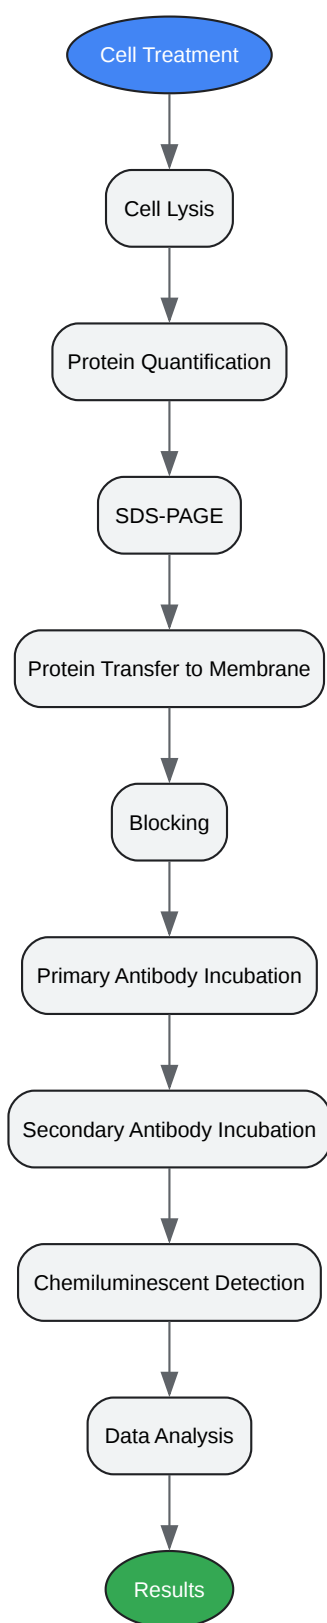 Cell Treatment
Cell Lysis
Protein Quantification
SDS-PAGE
Protein Transfer to Membrane
Blocking
Primary Antibody Incubation
Secondary Antibody Incubation
Chemiluminescent Detection
Data Analysis
Results